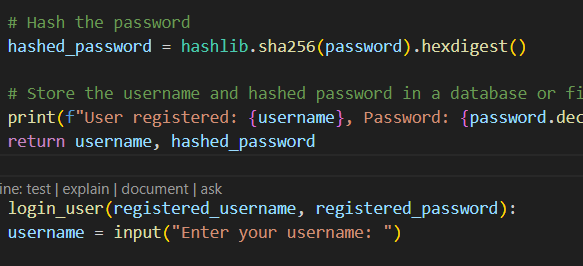 # Hash the password
hashed_password = hashlib.sha256(password).hexdigest()
# Store the username and hashed password in a database or fi
print(f"User registered: {username}, Password: {password.dec
return username, hashed_password
ine: test | explain | document | ask
login_user(registered_username, registered_password):
username = input("Enter your username: ")